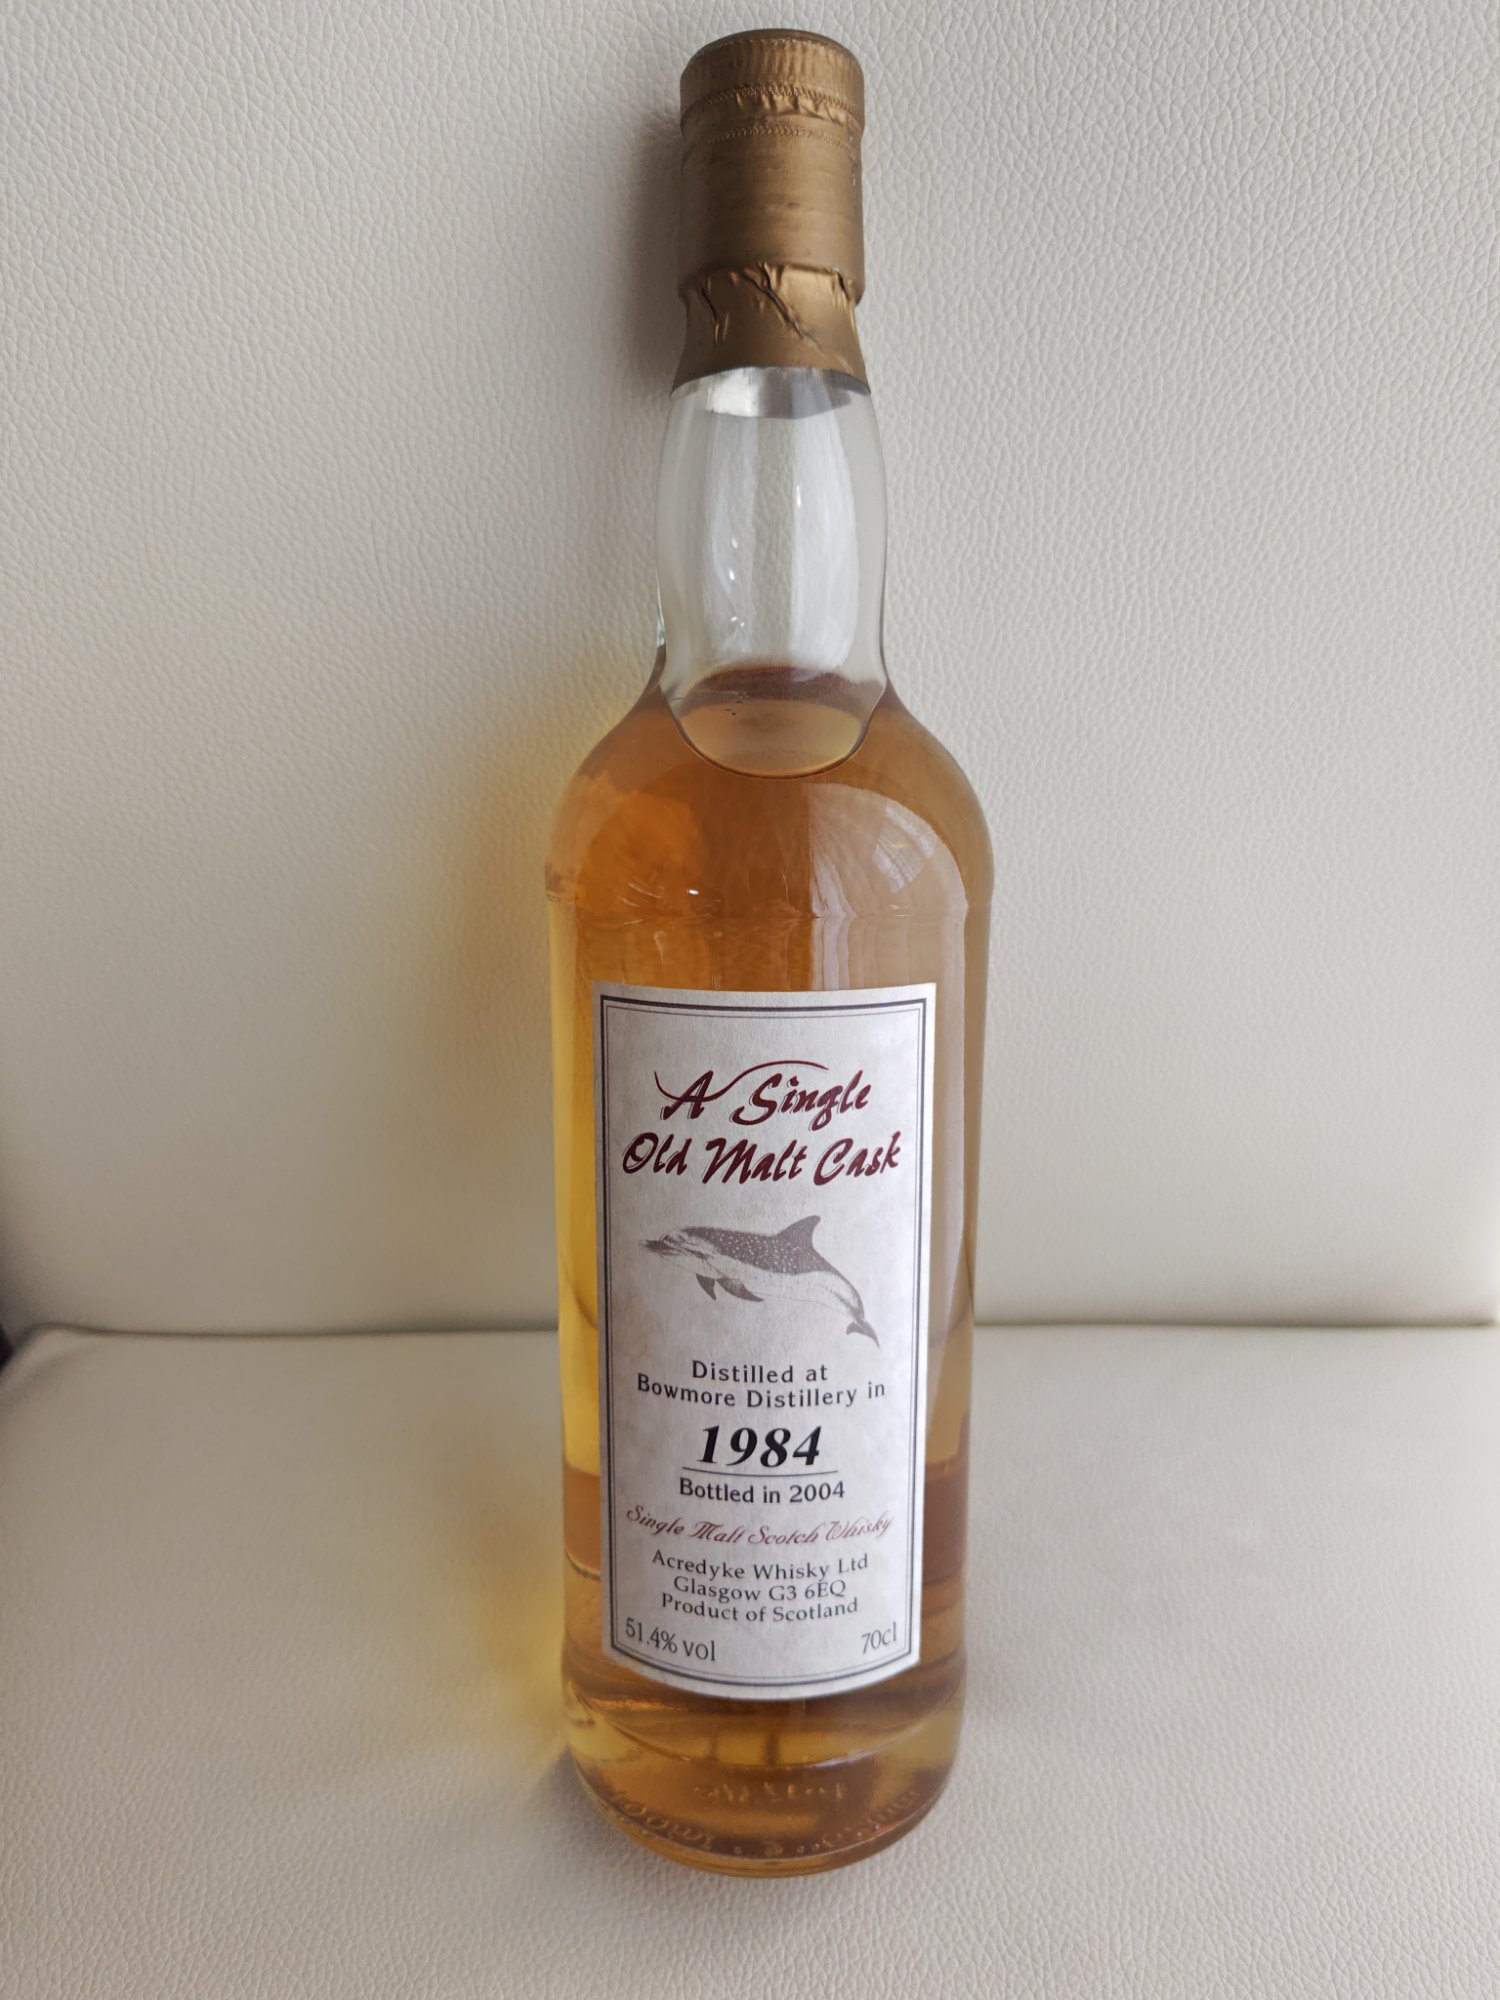 A Single
Old Malt Cask
Distilled at
Bowmore Distillery in
1984
Bottled in 2004
Single Malt Scotch Whisky
Acredyke Whisky Ltd
Glasgow G3 6EQ
Product of Scotland
51.4% vol 70cl